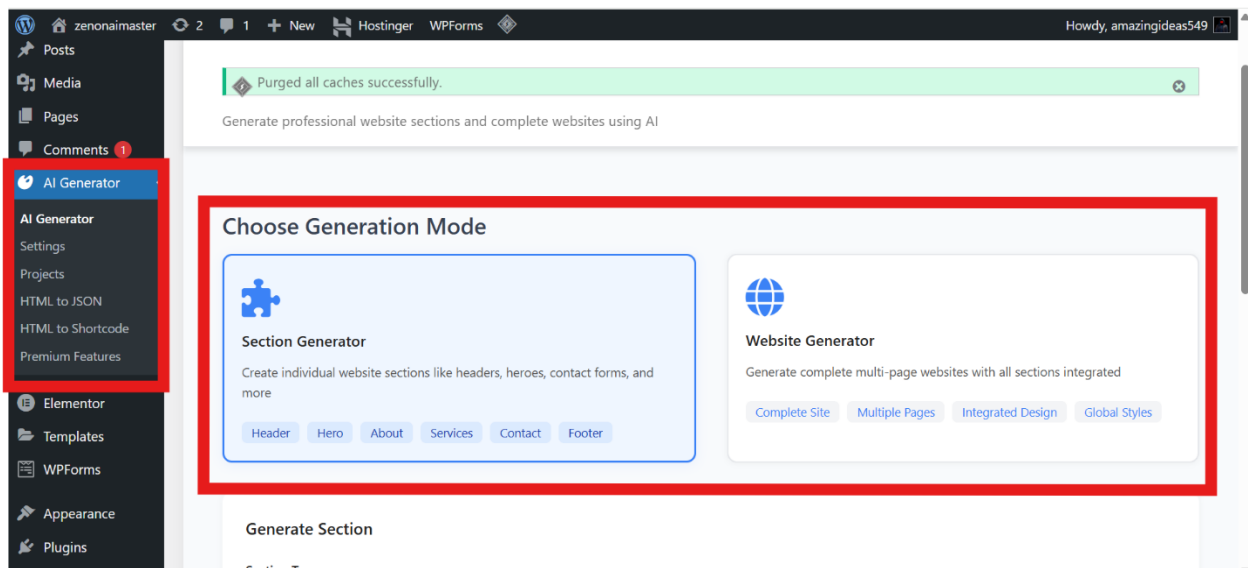 zenonaimaster 2 1 New Hostinger WPForms Howdy, amazingideas549
Posts
Media
Pages
Comments 1
AI Generator
AI Generator
Settings
Projects
HTML to JSON
HTML to Shortcode
Premium Features
Elementor
Templates
WPForms
Appearance
Plugins
Purged all caches successfully.
Generate professional website sections and complete websites using AI
Choose Generation Mode
Section Generator
Create individual website sections like headers, heroes, contact forms, and
more
Header Hero About Services Contact Footer
Website Generator
Generate complete multi-page websites with all sections integrated
Complete Site Multiple Pages Integrated Design Global Styles
Generate Section